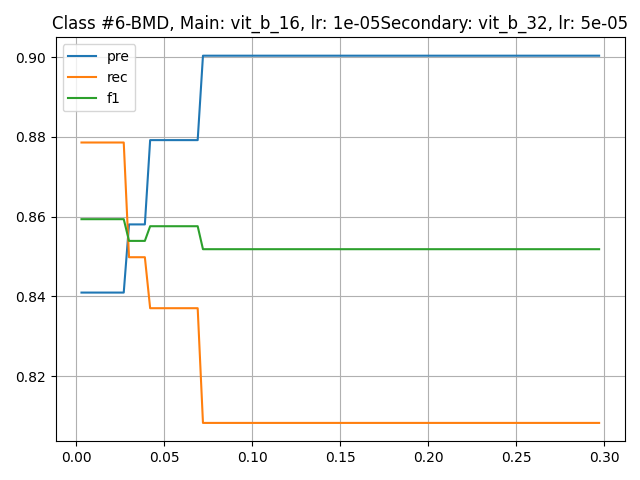 Class #6-BMD, Main: vit_b_16, lr: 1e-05Secondary: vit_b_32, lr: 5e-05
pre
rec
f1
0.90
0.88
0.86
0.84
0.82
0.00 0.05 0.10 0.15 0.20 0.25 0.30